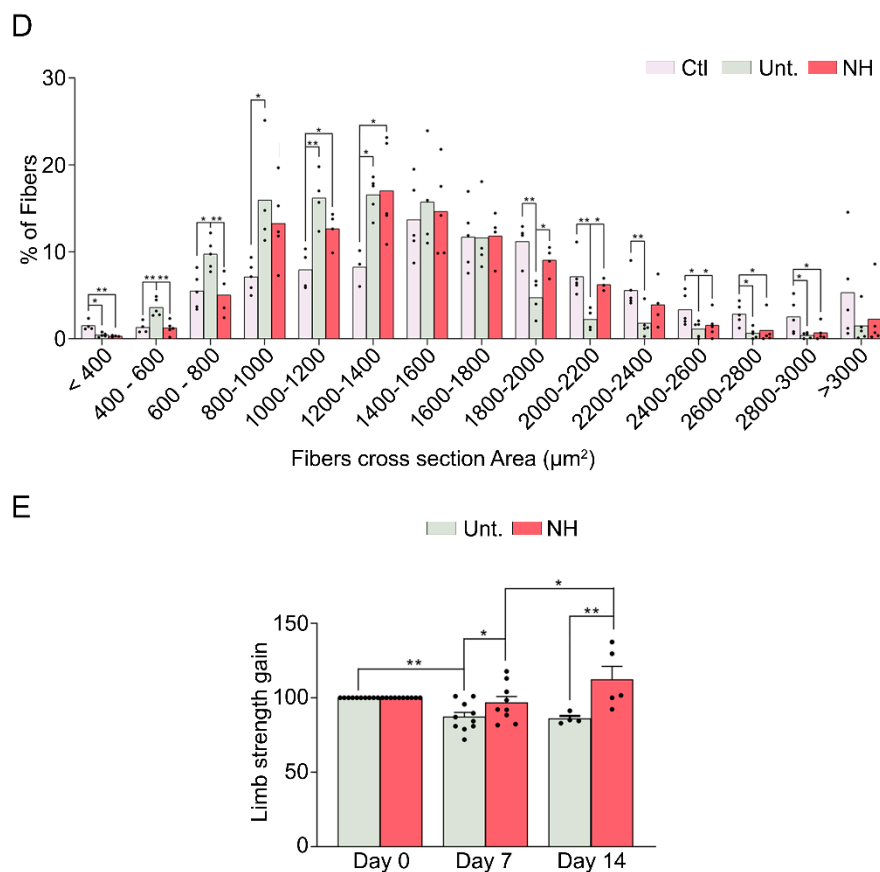 D
Ctl Unt. NH
30
20
10
0
% of Fibers
* ** * ** ** * ** * ** * * * ** * ** * ** * * * * * * *
< 400 400 - 600 600 - 800 800-1000 1000-1200 1200-1400 1400-1600 1600-1800 1800-2000 2000-2200 2200-2400 2400-2600 2600-2800 2800-3000 >3000
Fibers cross section Area (µm²)
E
Unt. NH
150
100
50
0
Limb strength gain
** * * **
Day 0 Day 7 Day 14